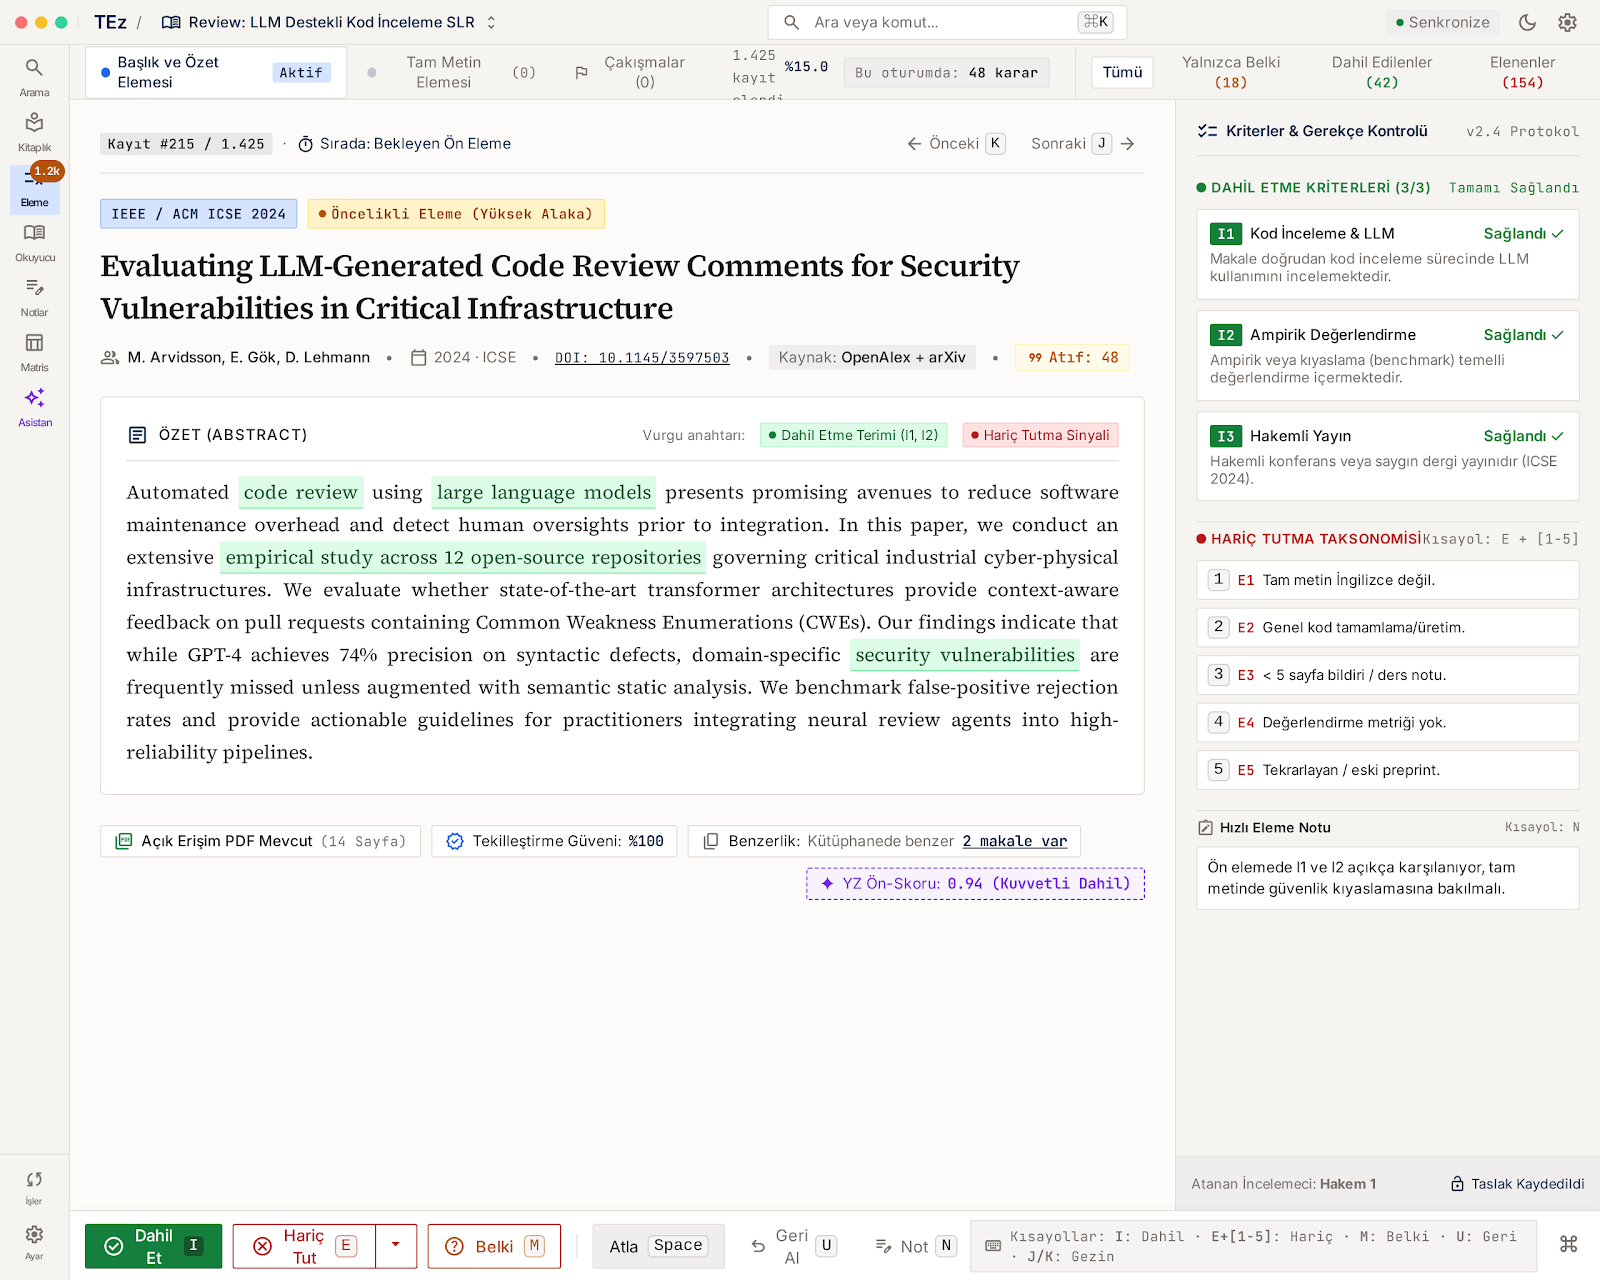 TEz / Review: LLM Destekli Kod İnceleme SLR
Ara veya komut... ⌘K
Senkronize
Arama
Kitaplık
1.2k
Eleme
Okuyucu
Notlar
Matris
Asistan
İşler
Ayar
Başlık ve Özet
Elemesi
Aktif
Tam Metin
Elemesi
(0)
Çakışmalar
(0)
1.425
kayıt
elendi
%15.0
Bu oturumda: 48 karar
Tümü
Yalnızca Belki
(18)
Dahil Edilenler
(42)
Elenenler
(154)
Kayıt #215 / 1.425 · Sırada: Bekleyen Ön Eleme
← Önceki K Sonraki J →
IEEE / ACM ICSE 2024
Öncelikli Eleme (Yüksek Alaka)
Evaluating LLM-Generated Code Review Comments for Security
Vulnerabilities in Critical Infrastructure
M. Arvidsson, E. Gök, D. Lehmann • 2024 · ICSE • DOI: 10.1145/3597503 • Kaynak: OpenAlex + arXiv • Atıf: 48
ÖZET (ABSTRACT)
Vurgu anahtarı: Dahil Etme Terimi (I1, I2) Hariç Tutma Sinyali
Automated code review using large language models presents promising avenues to reduce software
maintenance overhead and detect human oversights prior to integration. In this paper, we conduct an
extensive empirical study across 12 open-source repositories governing critical industrial cyber-physical
infrastructures. We evaluate whether state-of-the-art transformer architectures provide context-aware
feedback on pull requests containing Common Weakness Enumerations (CWEs). Our findings indicate that
while GPT-4 achieves 74% precision on syntactic defects, domain-specific security vulnerabilities are
frequently missed unless augmented with semantic static analysis. We benchmark false-positive rejection
rates and provide actionable guidelines for practitioners integrating neural review agents into high-
reliability pipelines.
Açık Erişim PDF Mevcut (14 Sayfa)
Tekilleştirme Güveni: %100
Benzerlik: Kütüphanede benzer 2 makale var
YZ Ön-Skoru: 0.94 (Kuvvetli Dahil)
Kriterler & Gerekçe Kontrolü v2.4 Protokol
DAHİL ETME KRİTERLERİ (3/3) Tamamı Sağlandı
I1 Kod İnceleme & LLM Sağlandı ✓
Makale doğrudan kod inceleme sürecinde LLM
kullanımını incelemektedir.
I2 Ampirik Değerlendirme Sağlandı ✓
Ampirik veya kıyaslama (benchmark) temelli
değerlendirme içermektedir.
I3 Hakemli Yayın Sağlandı ✓
Hakemli konferans veya saygın dergi yayınıdır (ICSE
2024).
HARİÇ TUTMA TAKSONOMİSİ Kısayol: E + [1-5]
1 E1 Tam metin İngilizce değil.
2 E2 Genel kod tamamlama/üretim.
3 E3 < 5 sayfa bildiri / ders notu.
4 E4 Değerlendirme metriği yok.
5 E5 Tekrarlayan / eski preprint.
Hızlı Eleme Notu Kısayol: N
Ön elemede I1 ve I2 açıkça karşılanıyor, tam
metinde güvenlik kıyaslamasına bakılmalı.
Atanan İncelemeci: Hakem 1 Taslak Kaydedildi
Dahil
Et
I
Hariç
Tut
E
Belki M
Atla Space
Geri
Al
U
Not N
Kısayollar: I: Dahil · E+[1-5]: Hariç · M: Belki · U: Geri
· J/K: Gezin
⌘